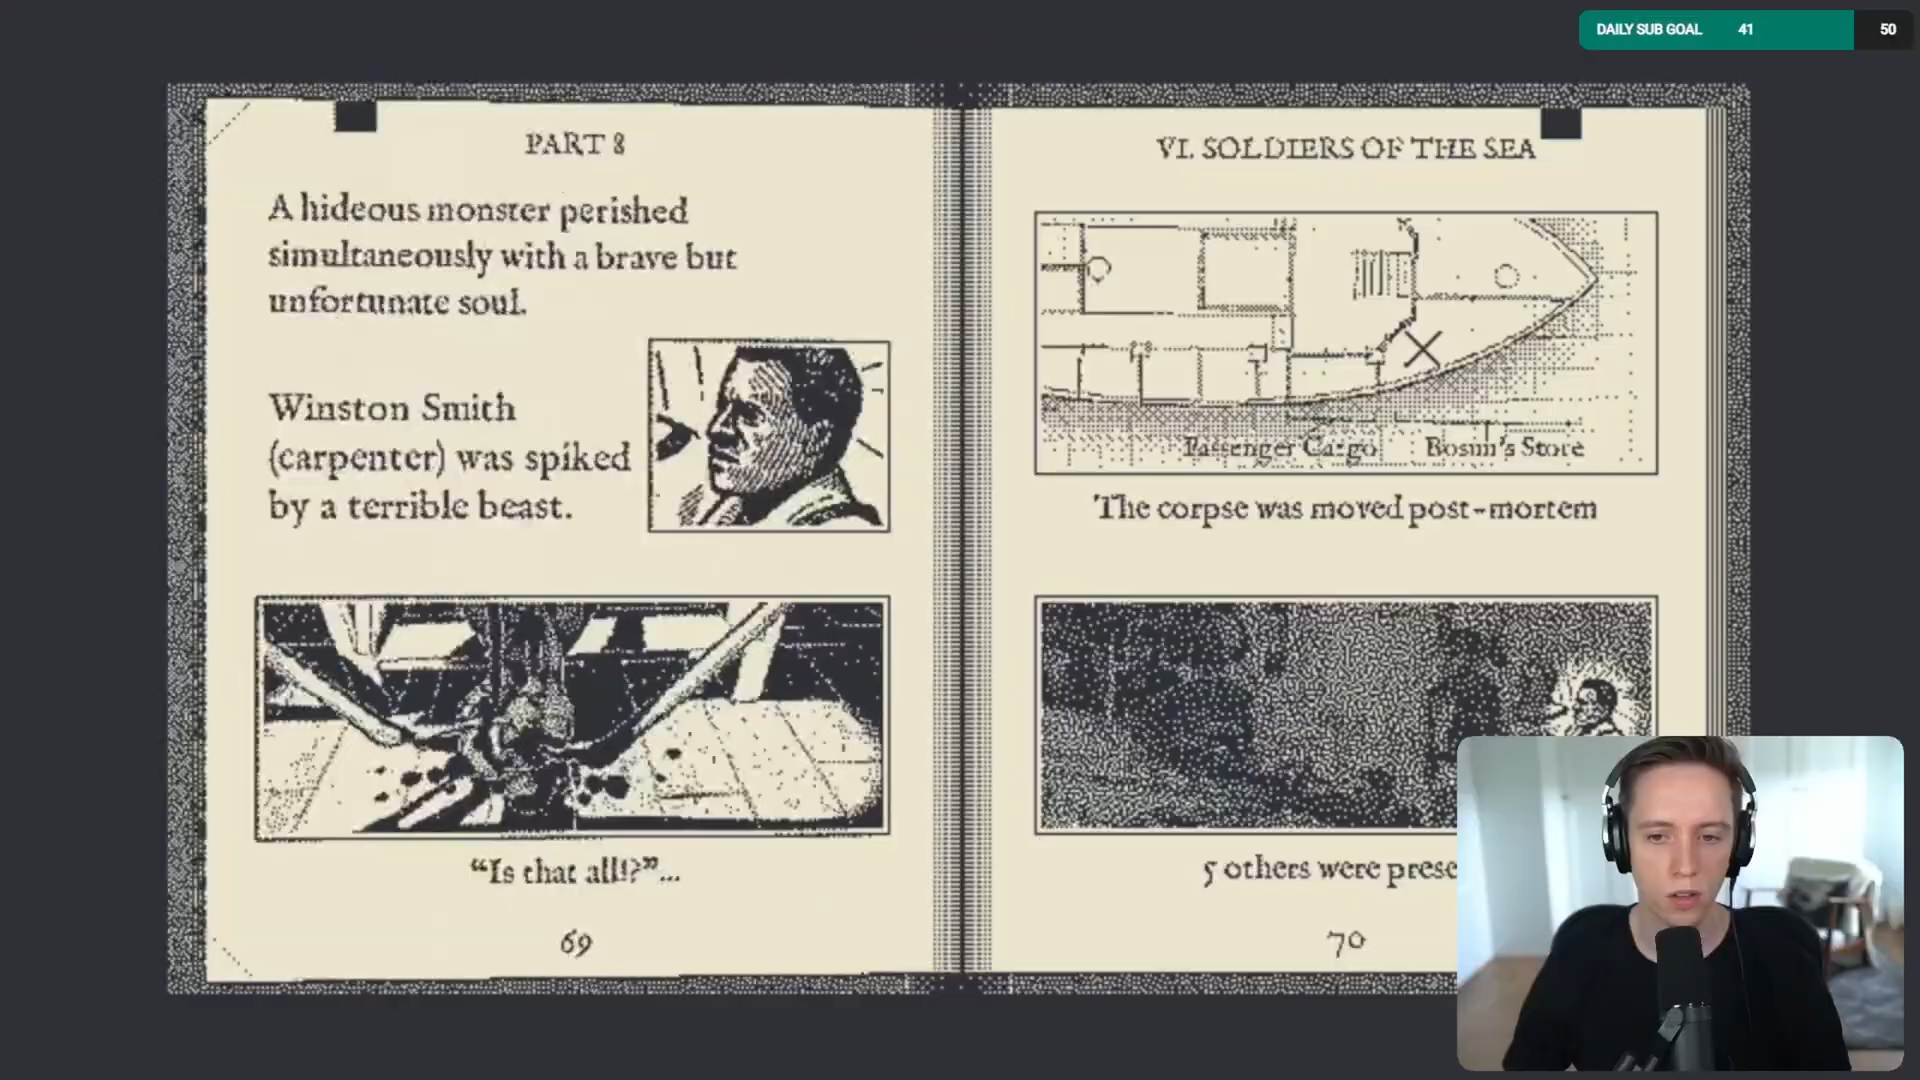 DAILY SUB GOAL 41 50
PART 8
A hideous monster perished
simultaneously with a brave but
unfortunate soul.
Winston Smith
(carpenter) was spiked
by a terrible beast.
"Is that all!?"...
69
VI. SOLDIERS OF THE SEA
Passenger Cargo
Bosun's Store
The corpse was moved post-mortem
5 others were prese
70